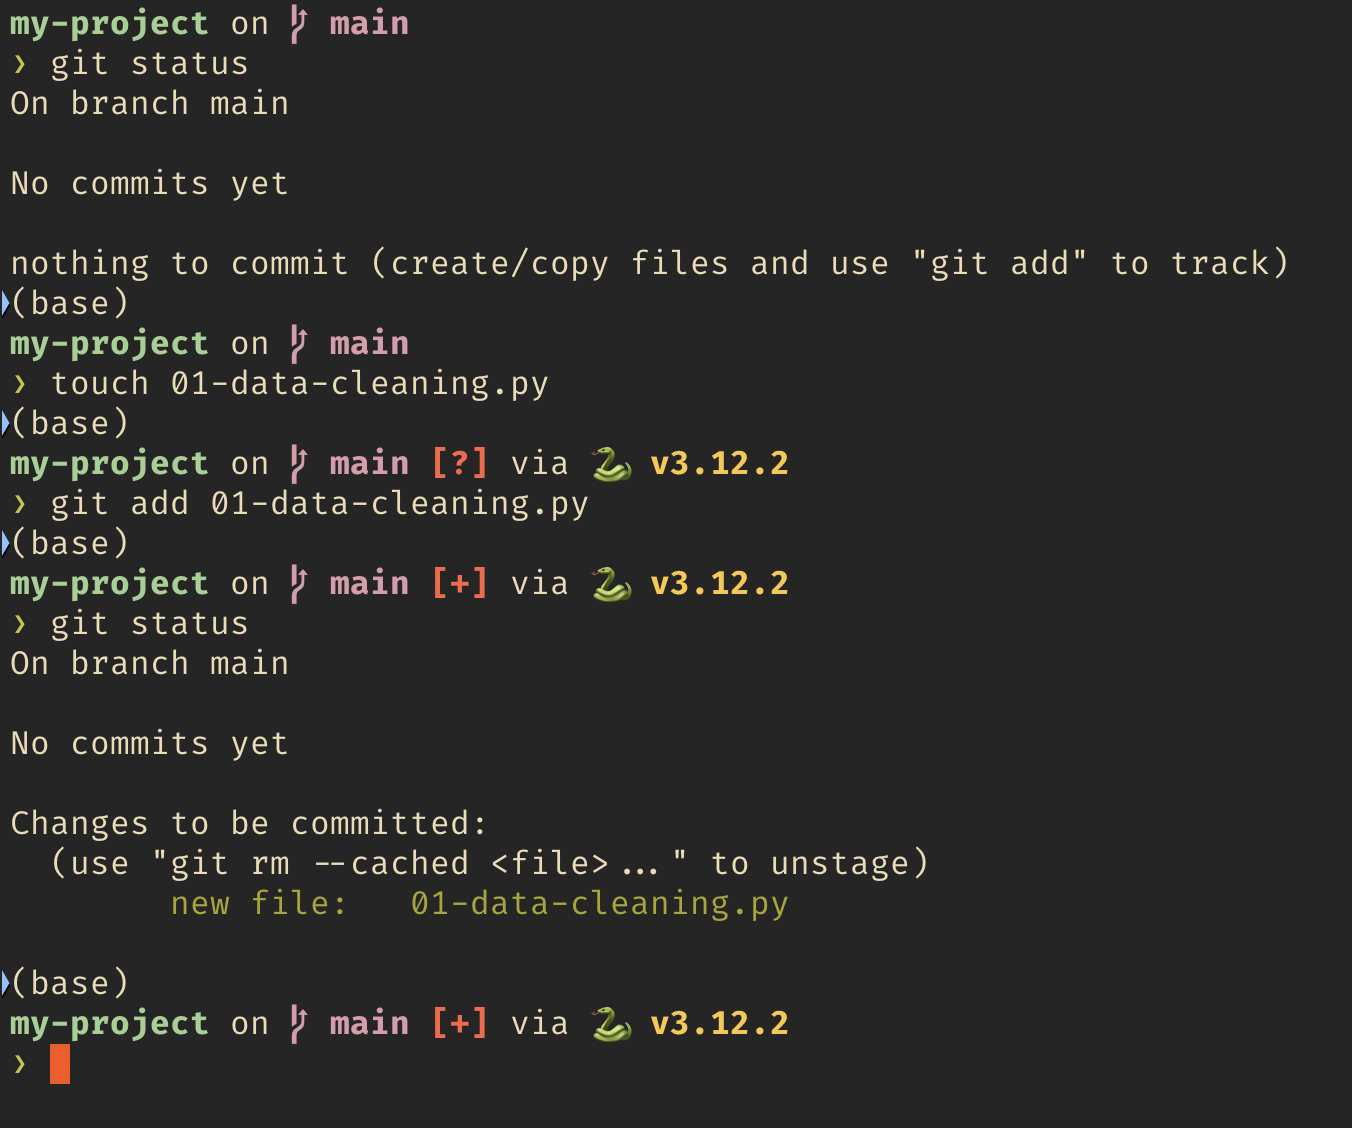 my-project on main
❯ git status
On branch main
No commits yet
nothing to commit (create/copy files and use "git add" to track)
(base)
my-project on main
❯ touch 01-data-cleaning.py
(base)
my-project on main [?] via 🐍 v3.12.2
❯ git add 01-data-cleaning.py
(base)
my-project on main [+] via 🐍 v3.12.2
❯ git status
On branch main
No commits yet
Changes to be committed:
(use "git rm --cached <file>..." to unstage)
new file: 01-data-cleaning.py
(base)
my-project on main [+] via 🐍 v3.12.2
❯